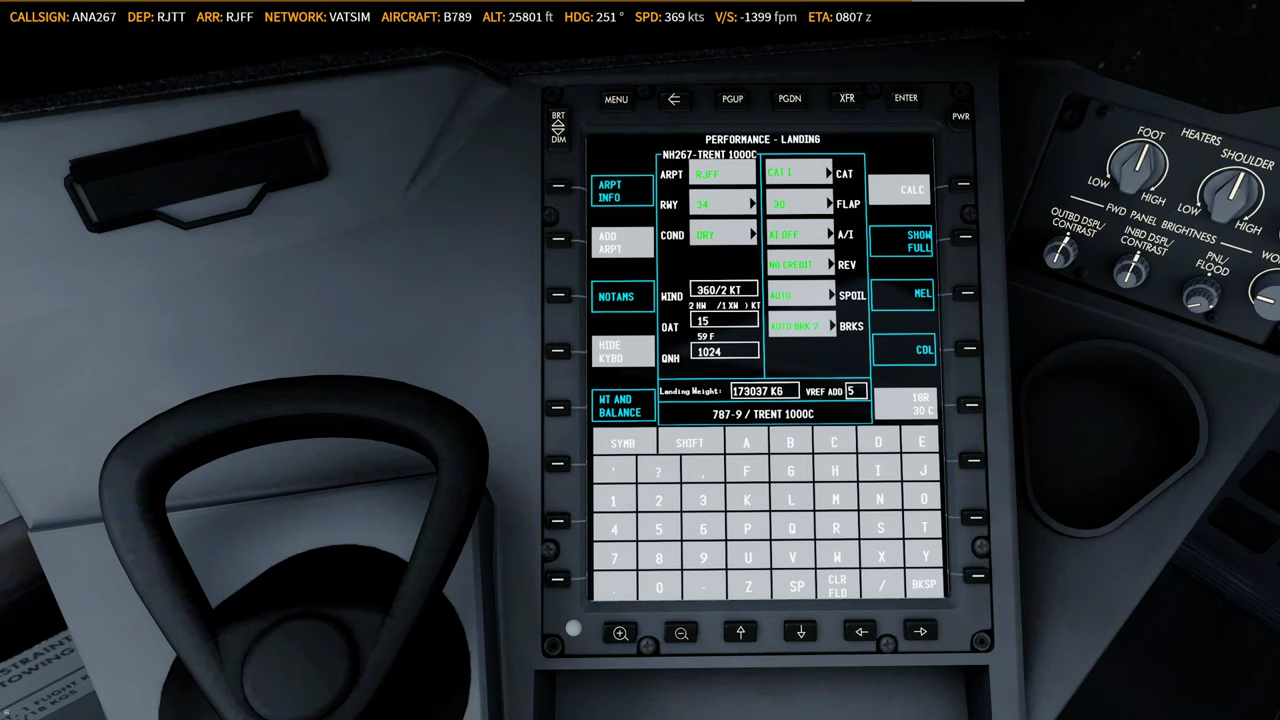 CALLSIGN: ANA267 DEP: RJTT ARR: RJFF NETWORK: VATSIM AIRCRAFT: B789 ALT: 25801 ft HDG: 251 ° SPD: 369 kts V/S: -1399 fpm ETA: 0807 z
MENU PGUP PGDN XFR ENTER
BRT DIM
PWR
PERFORMANCE - LANDING
NH267-TRENT 1000C
ARPT INFO
ARPT RJFF
CAT I CAT
CALC
RWY 34
30 FLAP
ADD ARPT
COND DRY
AI OFF A/I
SHOW FULL
NO CREDIT REV
NOTAMS
WIND 360/2 KT
AUTO SPOIL
MEL
2 HW /1 XW ) KT
OAT 15
AUTO BRK 2 BRKS
59 F
HIDE KYBD
QNH 1024
CDL
WT AND BALANCE
Landing Weight: 173037 KG VREF ADD 5
18R
30 C
787-9 / TRENT 1000C
SYMB SHIFT A B C D E
' ? , F G H I J
1 2 3 K L M N O
4 5 6 P Q R S T
7 8 9 U V W X Y
. 0 - Z SP CLR FLD / BKSP
FOOT
HEATERS
SHOULDER
LOW HIGH
LOW HIGH
FWD PANEL BRIGHTNESS
OUTBD DSPL/ CONTRAST
INBD DSPL/ CONTRAST
PNL/ FLOOD
TOWING